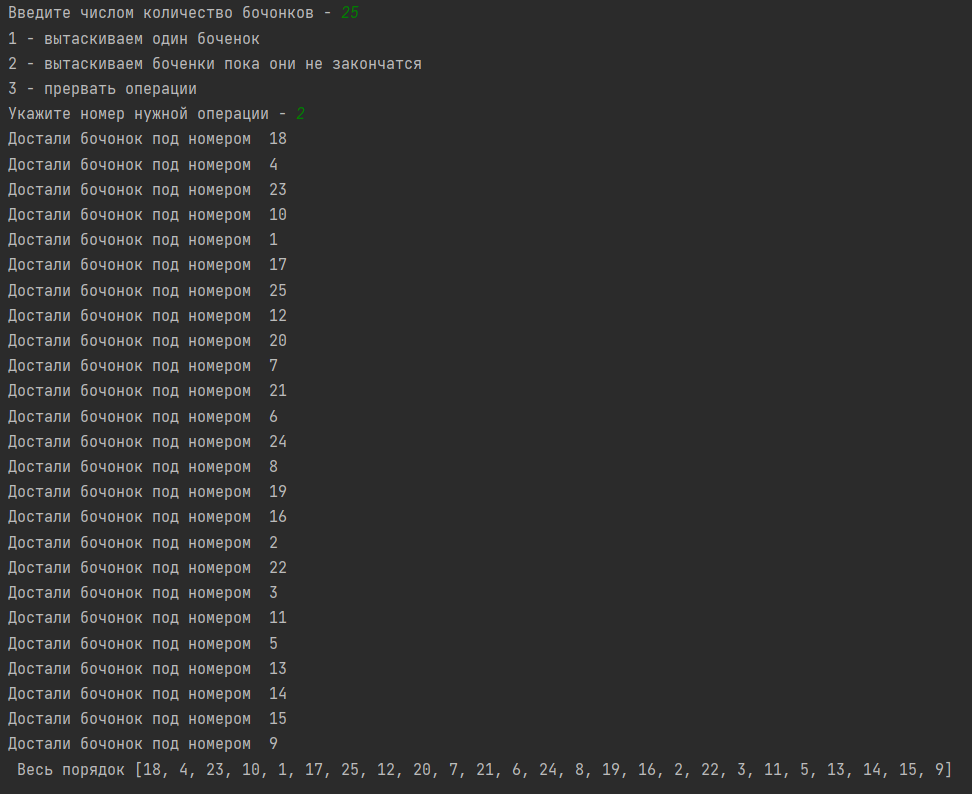 Введите числом количество бочонков - 25
1 - вытаскиваем один боченок
2 - вытаскиваем боченки пока они не закончатся
3 - прервать операции
Укажите номер нужной операции - 2
Достали бочонок под номером  18
Достали бочонок под номером  4
Достали бочонок под номером  23
Достали бочонок под номером  10
Достали бочонок под номером  1
Достали бочонок под номером  17
Достали бочонок под номером  25
Достали бочонок под номером  12
Достали бочонок под номером  20
Достали бочонок под номером  7
Достали бочонок под номером  21
Достали бочонок под номером  6
Достали бочонок под номером  24
Достали бочонок под номером  8
Достали бочонок под номером  19
Достали бочонок под номером  16
Достали бочонок под номером  2
Достали бочонок под номером  22
Достали бочонок под номером  3
Достали бочонок под номером  11
Достали бочонок под номером  5
Достали бочонок под номером  13
Достали бочонок под номером  14
Достали бочонок под номером  15
Достали бочонок под номером  9
 Весь порядок [18, 4, 23, 10, 1, 17, 25, 12, 20, 7, 21, 6, 24, 8, 19, 16, 2, 22, 3, 11, 5, 13, 14, 15, 9]